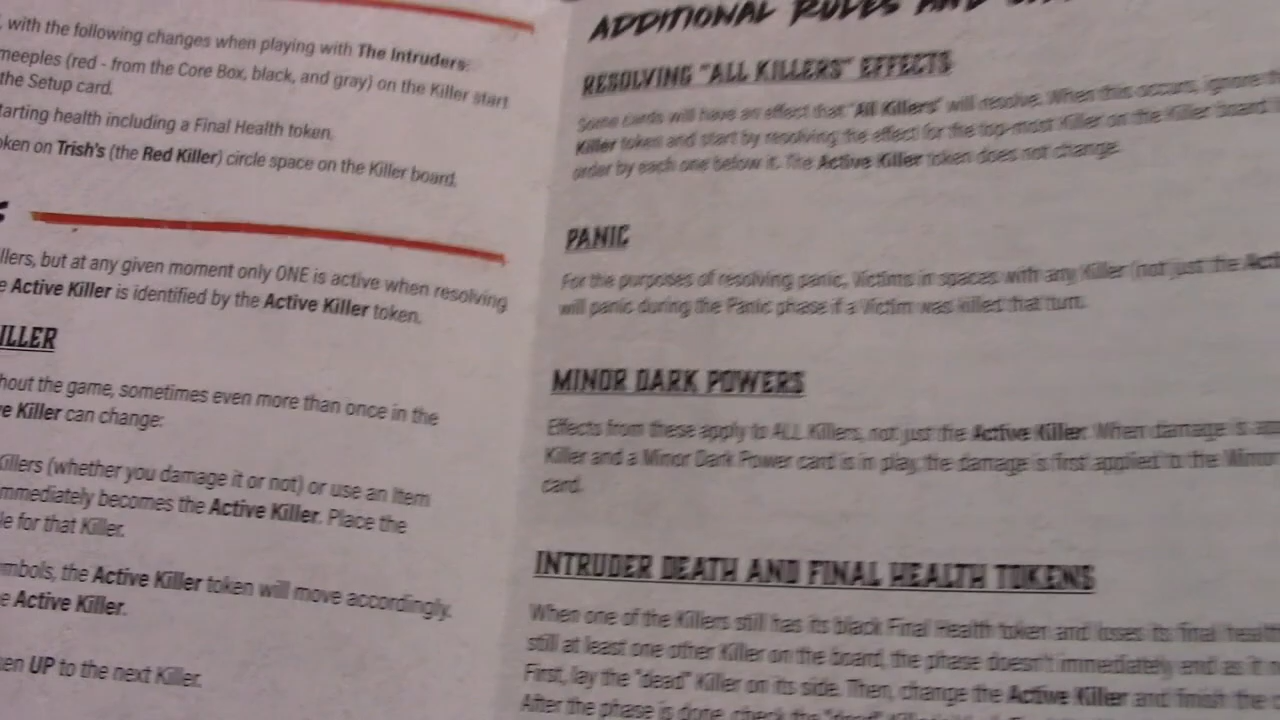 , with the following changes when playing with The Intruders:
meeples (red - from the Core Box, black, and gray) on the Killer start
the Setup card.
arting health including a Final Health token.
oken on Trish's (the Red Killer) circle space on the Killer board.
llers, but at any given moment only ONE is active when resolving
e Active Killer is identified by the Active Killer token.
ILLER
hout the game, sometimes even more than once in the
ve Killer can change:
Killers (whether you damage it or not) or use an Item
mmediately becomes the Active Killer. Place the
le for that Killer.
mbols, the Active Killer token will move accordingly.
e Active Killer.
en UP to the next Killer.
ADDITIONAL RULES AND
RESOLVING "ALL KILLERS" EFFECTS
Some cards will have an effect that "All Killers" will resolve. When this occurs, ignore
Killer token and start by resolving the effect for the top-most Killer on the Killer board
order by each one below it. The Active Killer token does not change.
PANIC
For the purposes of resolving panic, Victims in spaces with any Killer (not just the
will panic during the Panic phase if a Victim was killed that turn.
MINOR DARK POWERS
Effects from these apply to ALL Killers, not just the Active Killer. When damage is
Killer and a Minor Dark Power card is in play, the damage is first applied to the Minor
card.
INTRUDER DEATH AND FINAL HEALTH TOKENS
When one of the Killers still has its black Final Health token and loses its final
still at least one other Killer on the board, the phase doesn't immediately end as it
First, lay the "dead" Killer on its side. Then, change the Active Killer and finish the
After the phase is done, check the "dead"